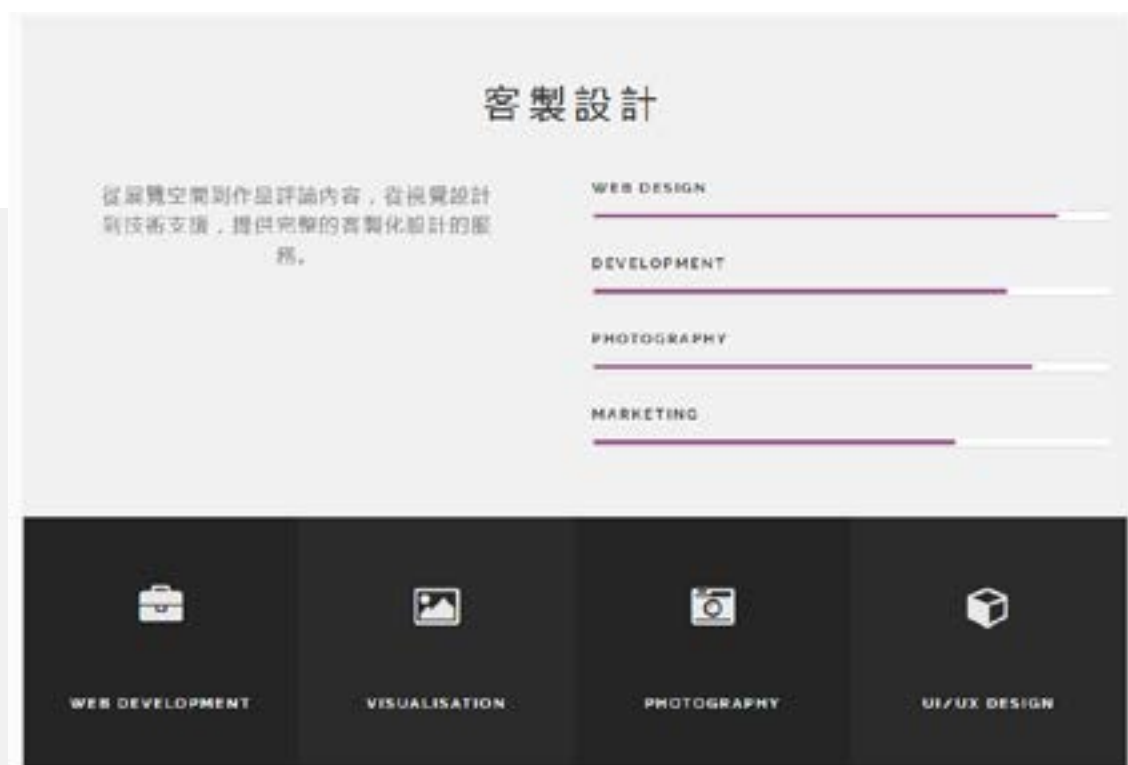 客製設計
從展覽空間到作品評論內容，從視覺設計
到技術支援，提供完整的客製化設計的服
務。
WEB DESIGN
DEVELOPMENT
PHOTOGRAPHY
MARKETING
WEB DEVELOPMENT
VISUALISATION
PHOTOGRAPHY
UI/UX DESIGN